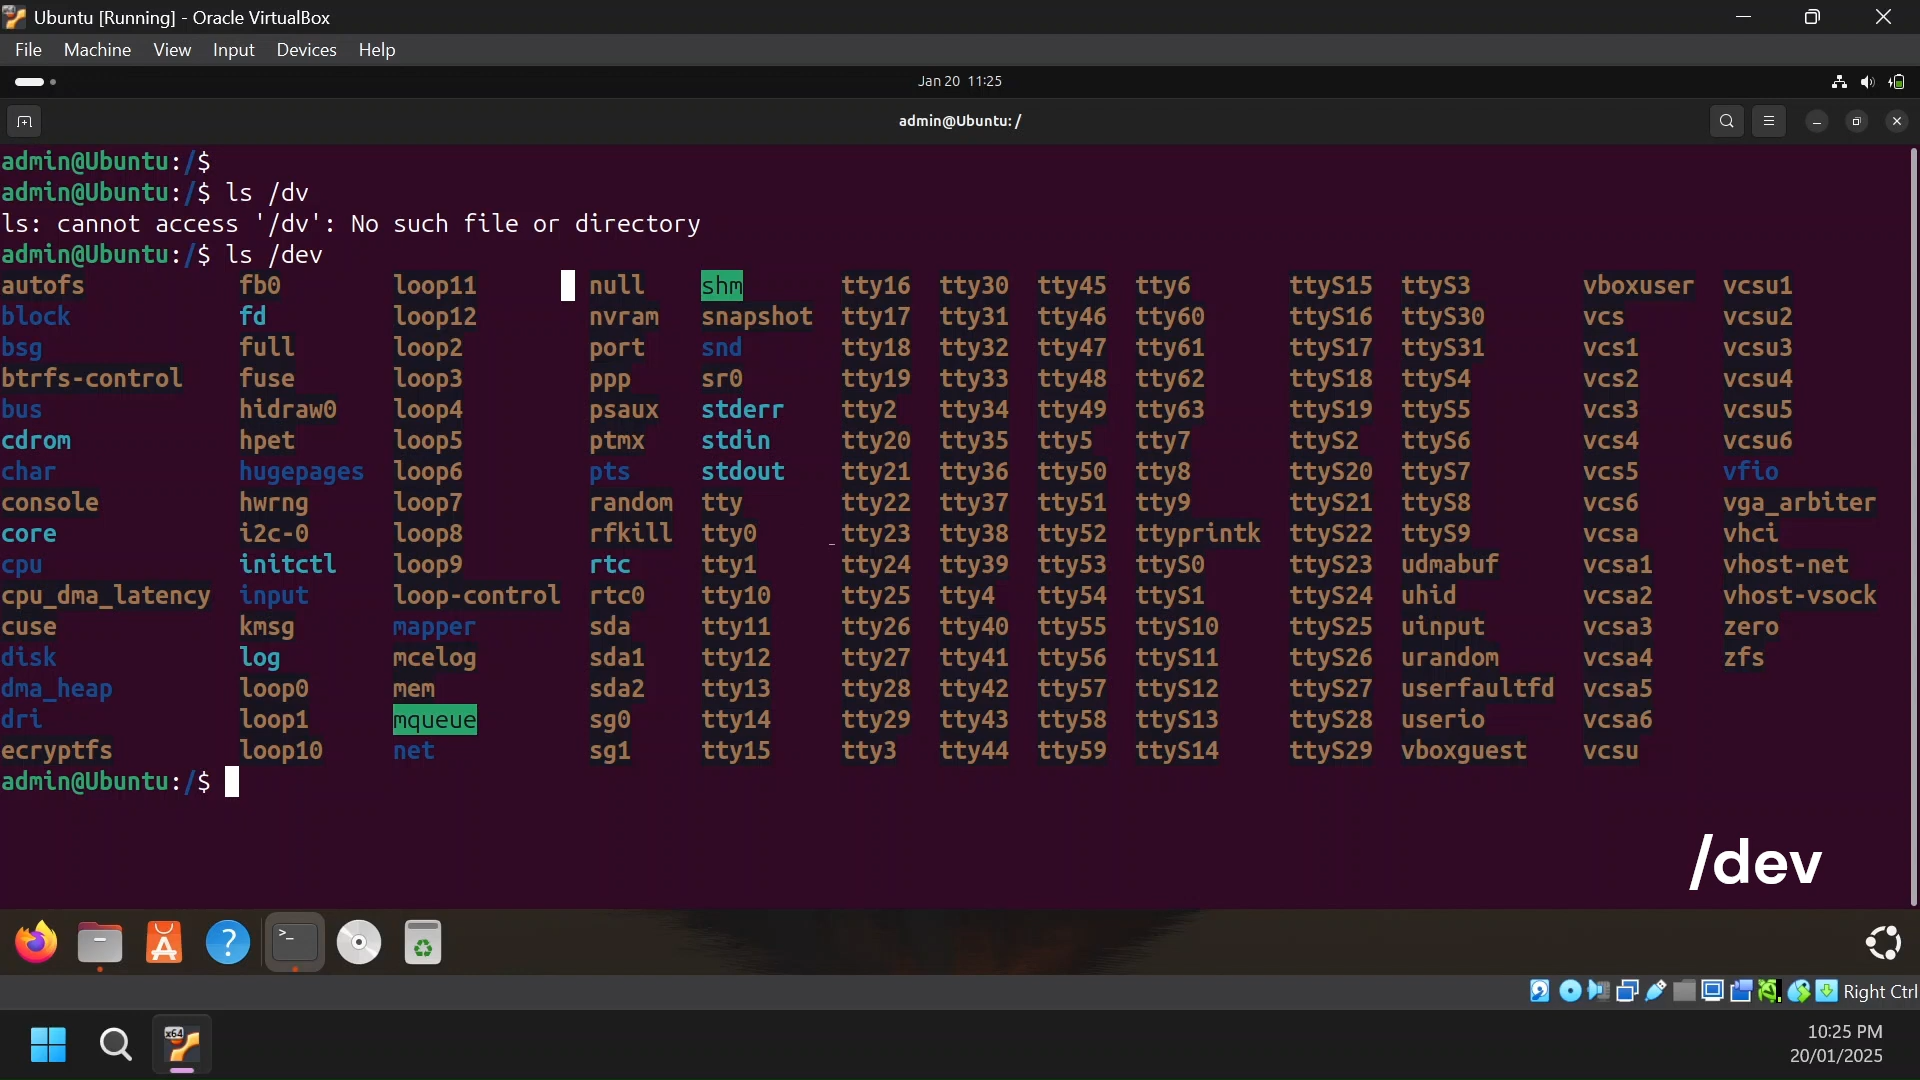 Ubuntu [Running] - Oracle VirtualBox
File Machine View Input Devices Help
Jan 20 11:25
admin@Ubuntu: /
admin@Ubuntu:/$
admin@Ubuntu:/$ ls /dv
ls: cannot access '/dv': No such file or directory
admin@Ubuntu:/$ ls /dev
autofs fb0 loop11 null shm tty16 tty30 tty45 tty6 ttyS15 ttyS3 vboxuser vcsu1
block fd loop12 nvram snapshot tty17 tty31 tty46 tty60 ttyS16 ttyS30 vcs vcsu2
bsg full loop2 port snd tty18 tty32 tty47 tty61 ttyS17 ttyS31 vcs1 vcsu3
btrfs-control fuse loop3 ppp sr0 tty19 tty33 tty48 tty62 ttyS18 ttyS4 vcs2 vcsu4
bus hidraw0 loop4 psaux stderr tty2 tty34 tty49 tty63 ttyS19 ttyS5 vcs3 vcsu5
cdrom hpet loop5 ptmx stdin tty20 tty35 tty5 tty7 ttyS2 ttyS6 vcs4 vcsu6
char hugepages loop6 pts stdout tty21 tty36 tty50 tty8 ttyS20 ttyS7 vcs5 vfio
console hwrng loop7 random tty tty22 tty37 tty51 tty9 ttyS21 ttyS8 vcs6 vga_arbiter
core i2c-0 loop8 rfkill tty0 tty23 tty38 tty52 ttyprintk ttyS22 ttyS9 vcsa vhci
cpu initctl loop9 rtc tty1 tty24 tty39 tty53 ttyS0 ttyS23 udmabuf vcsa1 vhost-net
cpu_dma_latency input loop-control rtc0 tty10 tty25 tty4 tty54 ttyS1 ttyS24 uhid vcsa2 vhost-vsock
cuse kmsg mapper sda tty11 tty26 tty40 tty55 ttyS10 ttyS25 uinput vcsa3 zero
disk log mcelog sda1 tty12 tty27 tty41 tty56 ttyS11 ttyS26 urandom vcsa4 zfs
dma_heap loop0 mem sda2 tty13 tty28 tty42 tty57 ttyS12 ttyS27 userfaultfd vcsa5
dri loop1 mqueue sg0 tty14 tty29 tty43 tty58 ttyS13 ttyS28 userio vcsa6
ecryptfs loop10 net sg1 tty15 tty3 tty44 tty59 ttyS14 ttyS29 vboxguest vcsu
admin@Ubuntu:/$
/dev
Right Ctrl
x64
10:25 PM
20/01/2025